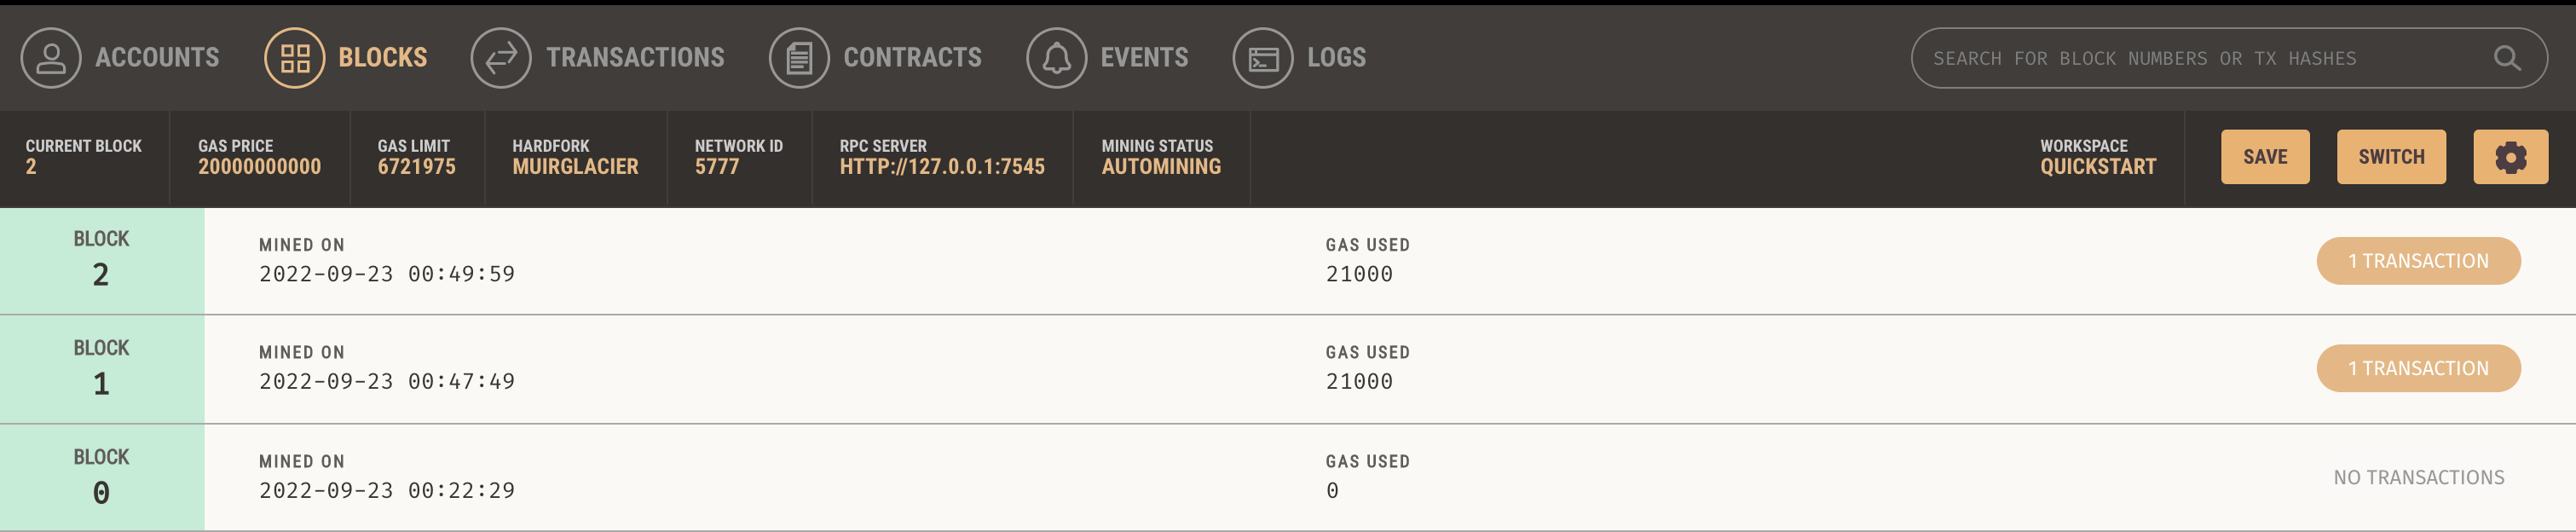 ACCOUNTS BLOCKS TRANSACTIONS CONTRACTS EVENTS LOGS SEARCH FOR BLOCK NUMBERS OR TX HASHES
CURRENT BLOCK GAS PRICE GAS LIMIT HARDFORK NETWORK ID RPC SERVER MINING STATUS WORKSPACE
2 20000000000 6721975 MUIRGLACIER 5777 HTTP://127.0.0.1:7545 AUTOMINING QUICKSTART SAVE SWITCH
BLOCK MINED ON GAS USED
2 2022-09-23 00:49:59 21000 1 TRANSACTION
BLOCK MINED ON GAS USED
1 2022-09-23 00:47:49 21000 1 TRANSACTION
BLOCK MINED ON GAS USED
0 2022-09-23 00:22:29 0 NO TRANSACTIONS